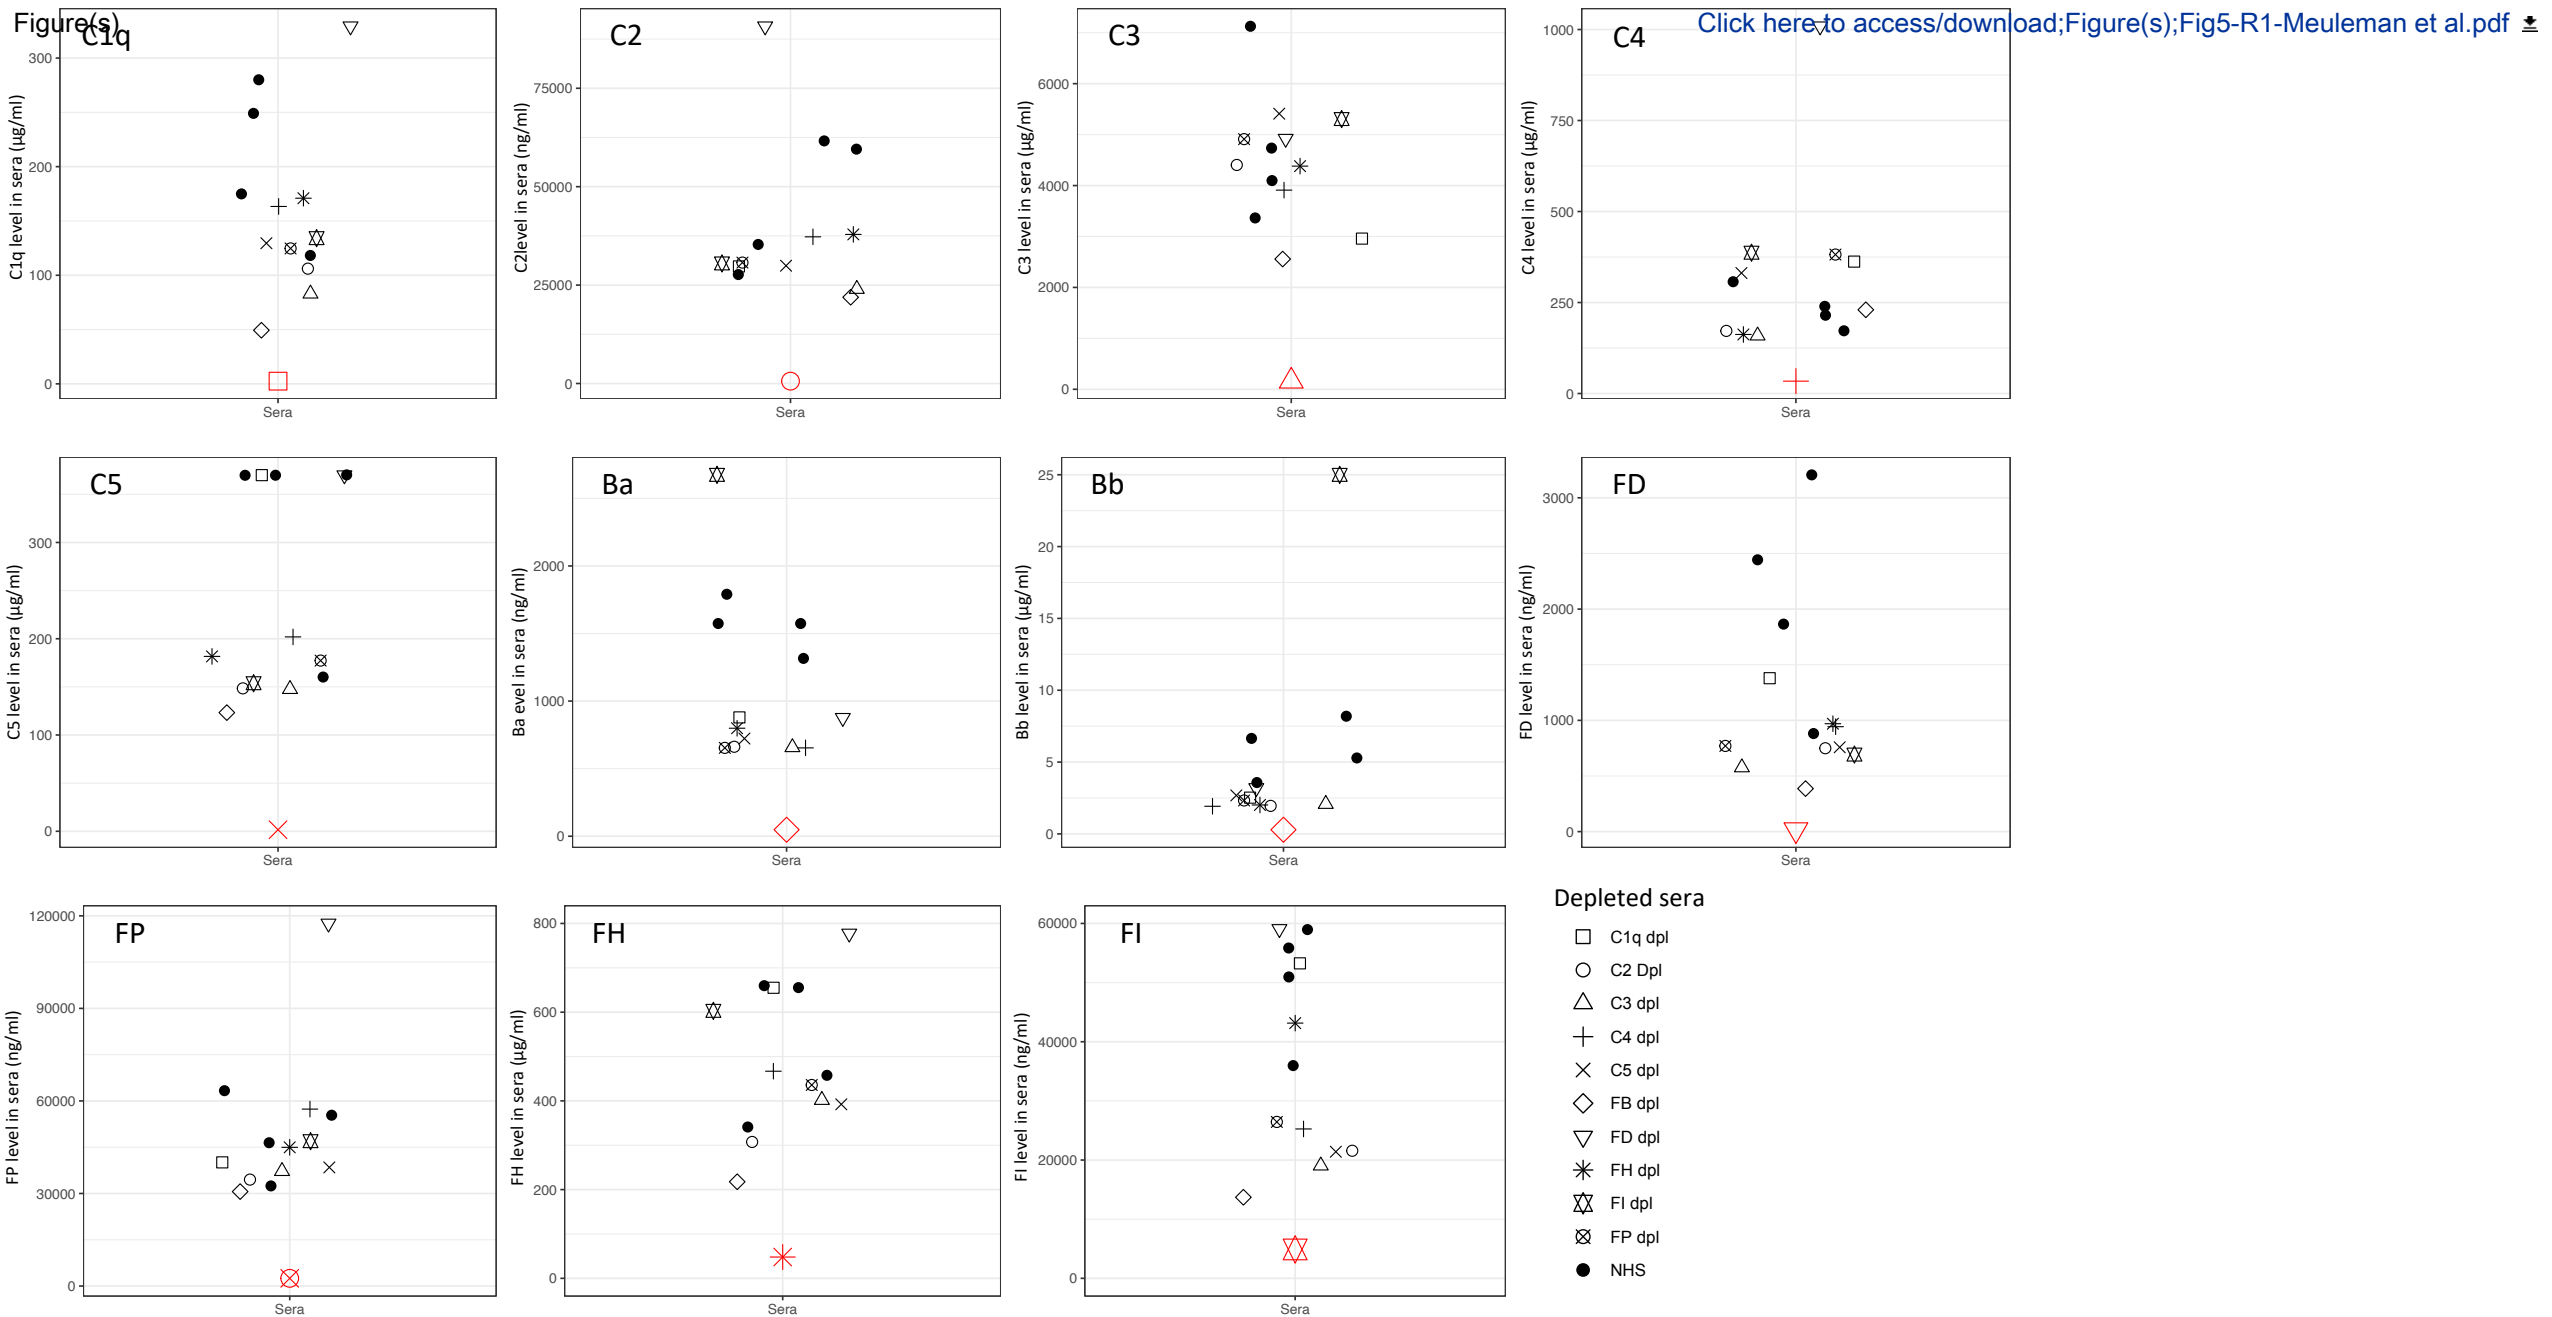 Figure(s)
Click here to access/download;Figure(s);Fig5-R1-Meuleman et al.pdf
C1q
C1q level in sera (µg/ml)
300
200
100
0
Sera
C2
C2level in sera (ng/ml)
75000
50000
25000
0
Sera
C3
C3 level in sera (µg/ml)
6000
4000
2000
0
Sera
C4
C4 level in sera (µg/ml)
1000
750
500
250
0
Sera
C5
C5 level in sera (µg/ml)
300
200
100
0
Sera
Ba
Ba evel in sera (ng/ml)
2000
1000
0
Sera
Bb
Bb level in sera (µg/ml)
25
20
15
10
5
0
Sera
FD
FD level in sera (ng/ml)
3000
2000
1000
0
Sera
FP
FP level in sera (ng/ml)
120000
90000
60000
30000
0
Sera
FH
FH level in sera (µg/ml)
800
600
400
200
0
Sera
FI
FI level in sera (ng/ml)
60000
40000
20000
0
Sera
Depleted sera
C1q dpl
C2 Dpl
C3 dpl
C4 dpl
C5 dpl
FB dpl
FD dpl
FH dpl
FI dpl
FP dpl
NHS